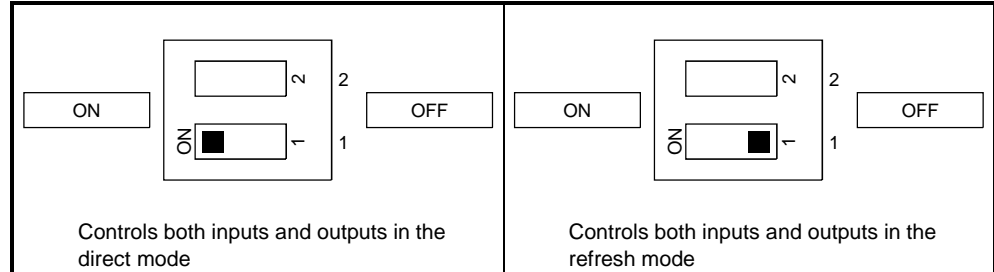 2 2
ON OFF
ON 1 1
Controls both inputs and outputs in the
direct mode
2 2
ON OFF
ON 1 1
Controls both inputs and outputs in the
refresh mode